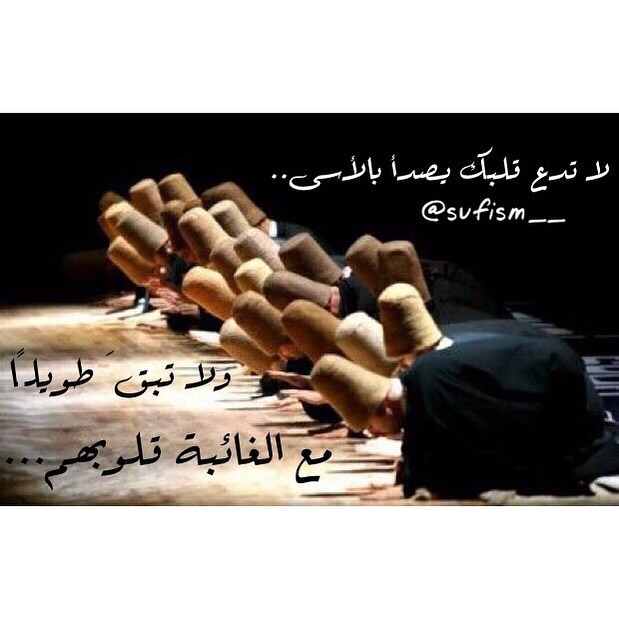 لا تدع قلبك يصدأ بالأسى..
@sufism__
ولا تبقَ طويلاً
مع الغائبة قلوبهم...